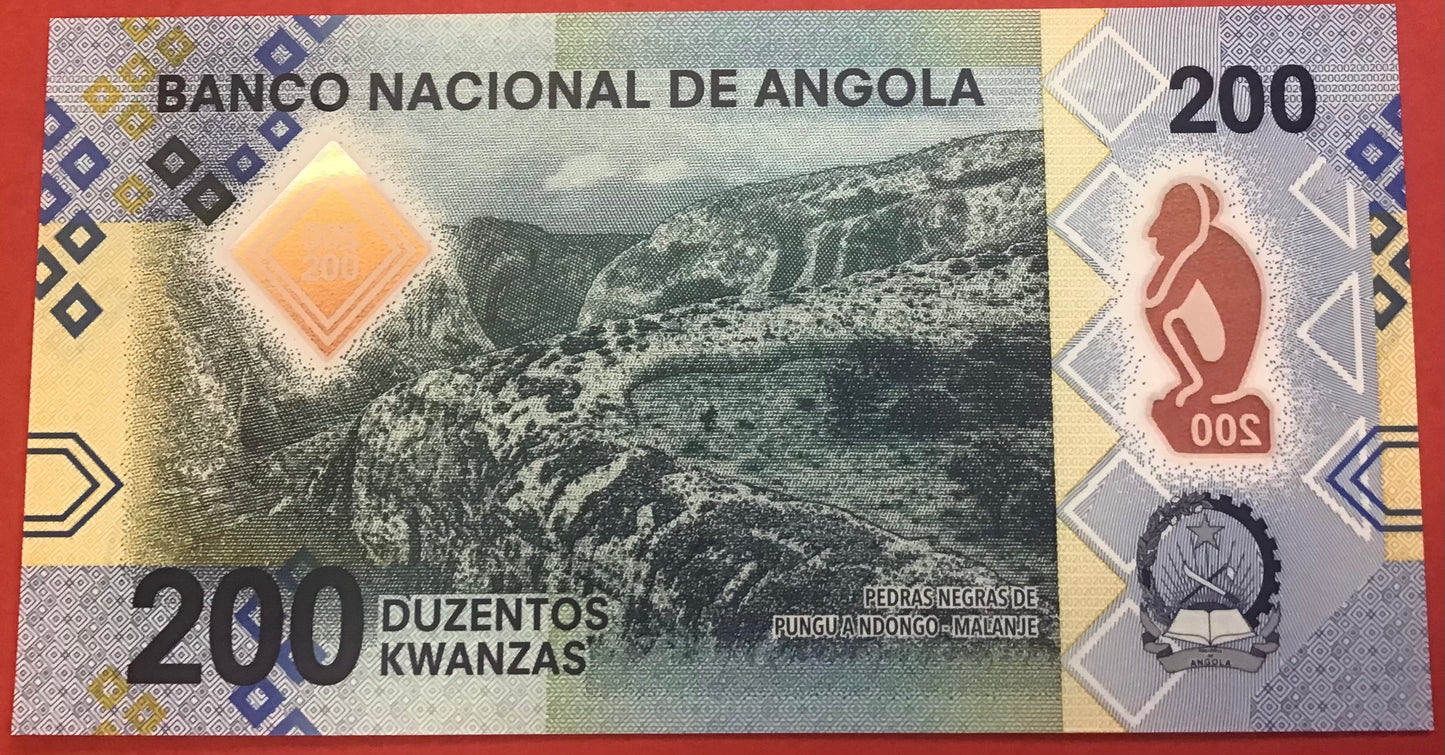 BANCO NACIONAL DE ANGOLA
200
200
200
200
DUZENTOS
KWANZAS
PEDRAS NEGRAS DE
PUNGU A NDONGO - MALANJE
ANGOLA